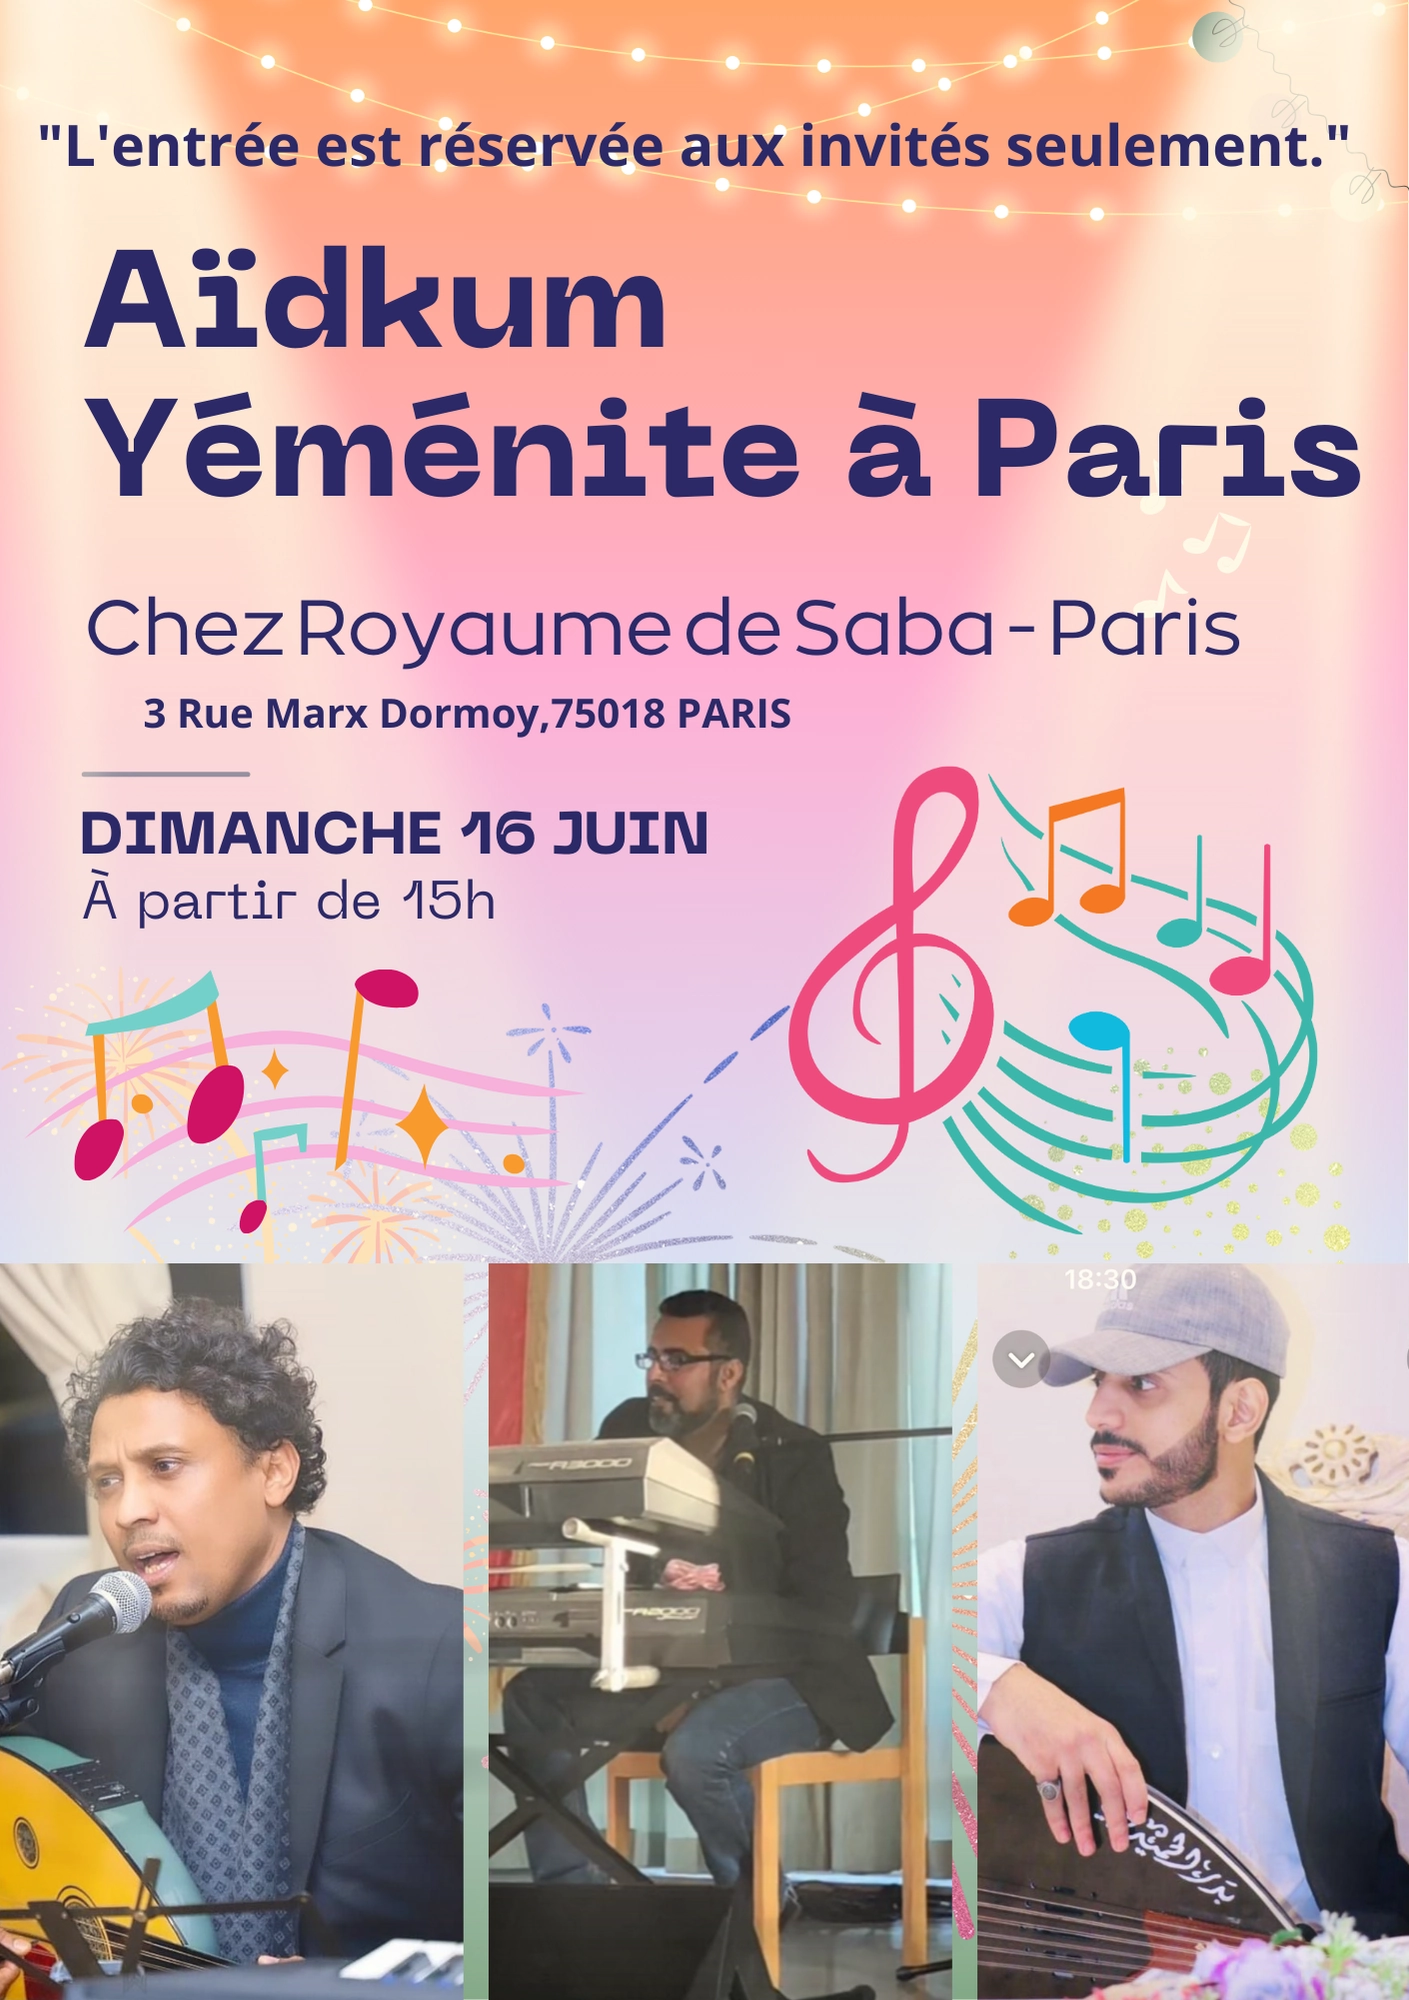 "L'entrée est réservée aux invités seulement."
Aïdkum
Yéménite à Paris
Chez Royaume de Saba - Paris
3 Rue Marx Dormoy,75018 PARIS
DIMANCHE 16 JUIN
À partir de 15h
18:30